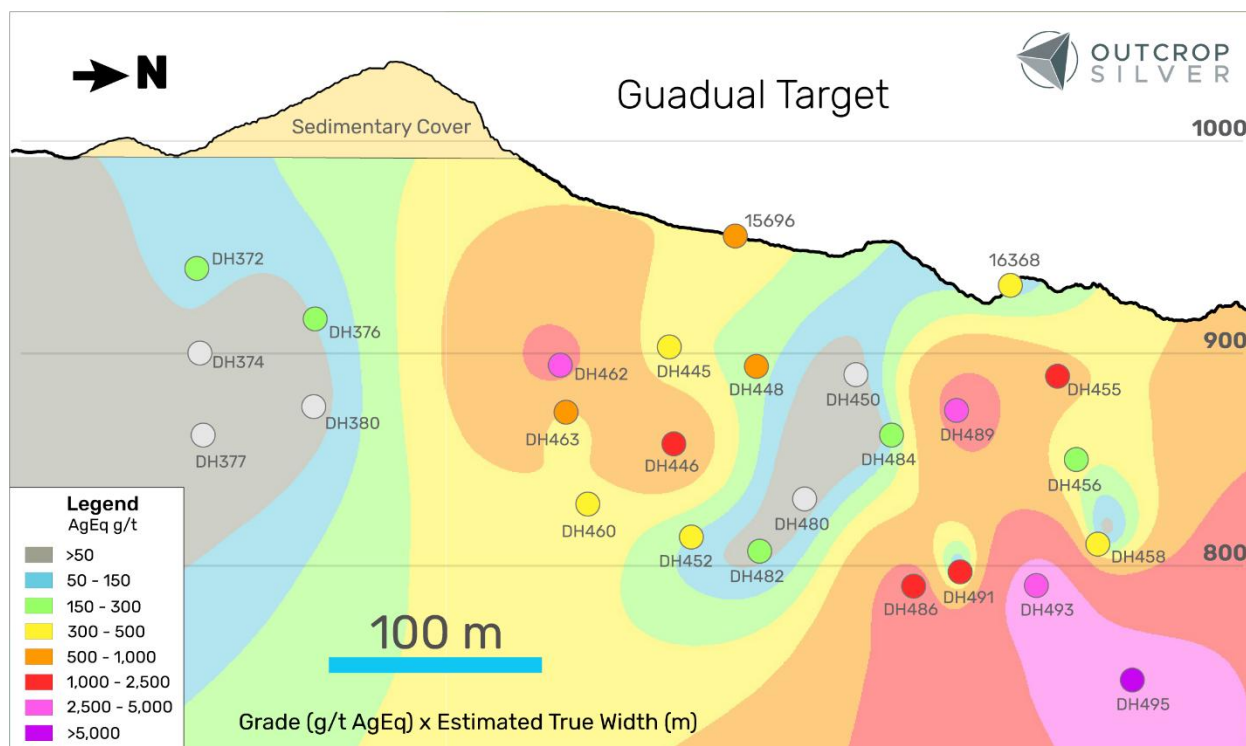 N
OUTCROP
SILVER
Guadual Target
Sedimentary Cover
1000
15696
DH372
16368
DH376
900
DH374
DH462
DH445
DH448
DH450
DH455
DH380
DH463
DH489
DH377
DH446
DH484
DH456
DH460
DH480
DH452
DH482
DH458
800
DH486
DH491
DH493
DH495
Legend
AgEq g/t
>50
50 - 150
150 - 300
300 - 500
500 - 1,000
1,000 - 2,500
2,500 - 5,000
>5,000
100 m
Grade (g/t AgEq) x Estimated True Width (m)